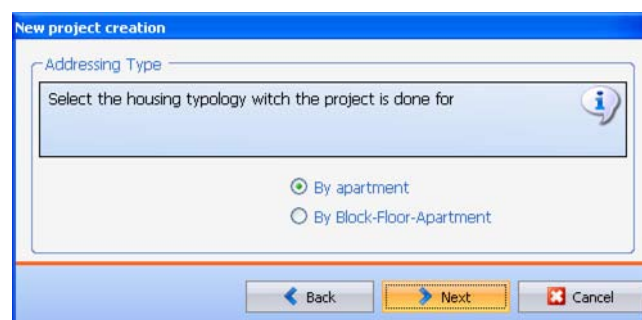 New project creation
Addressing Type
Select the housing typology witch the project is done for
By apartment
By Block-Floor-Apartment
Back
Next
Cancel